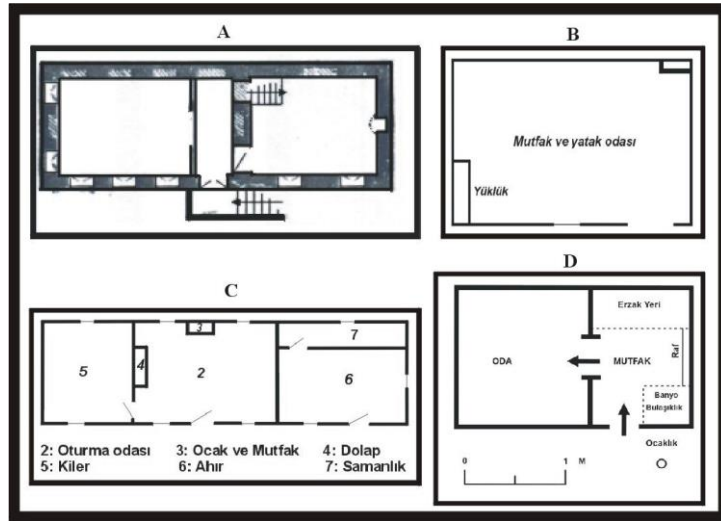 A
B
Mutfak ve yatak odası
Yüklük
C
3
7
5
4
2
6
2: Oturma odası 3: Ocak ve Mutfak 4: Dolap
5: Kiler 6: Ahır 7: Samanlık
D
Erzak Yeri
ODA
MUTFAK
Raf
Banyo
Bulaşıklık
Ocaklık
0 1 M